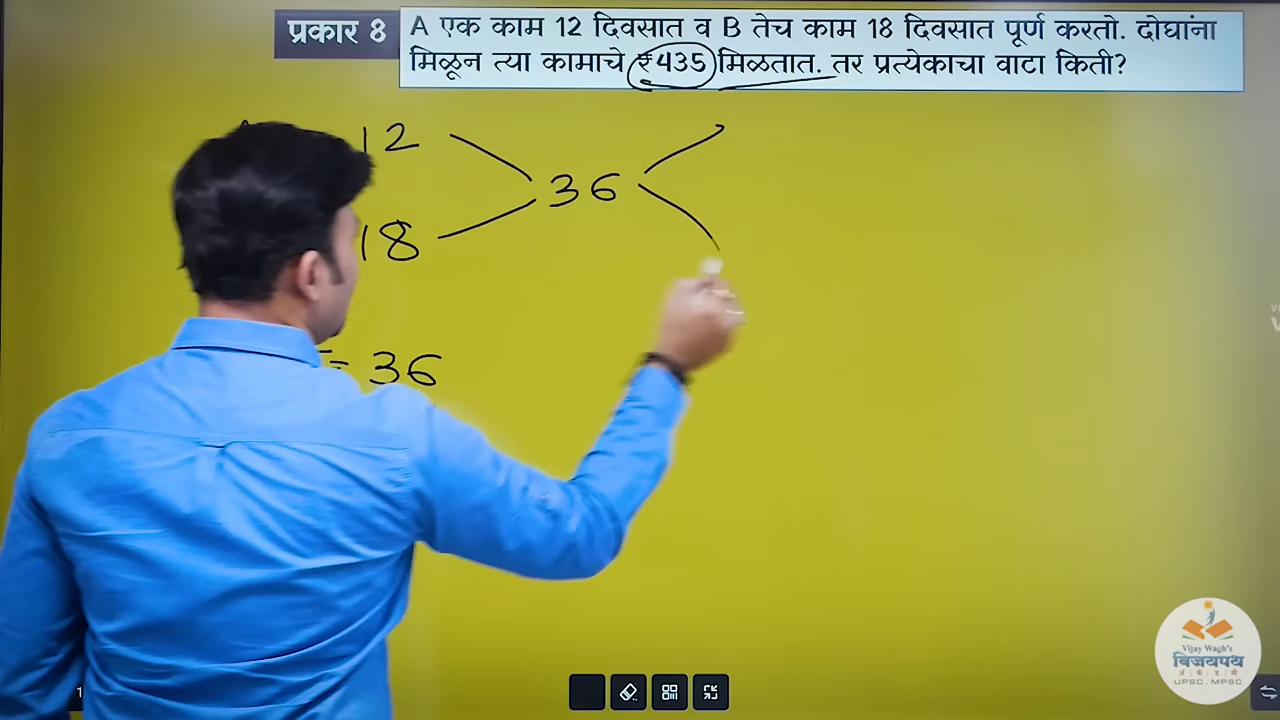 प्रकार 8
A एक काम 12 दिवसात व B तेच काम 18 दिवसात पूर्ण करतो. दोघांना
मिळून त्या कामाचे ₹435 मिळतात. तर प्रत्येकाचा वाटा किती?
12
36
18
= 36
Vijay Wagh's
विजयपथ
UPSC.MPSC